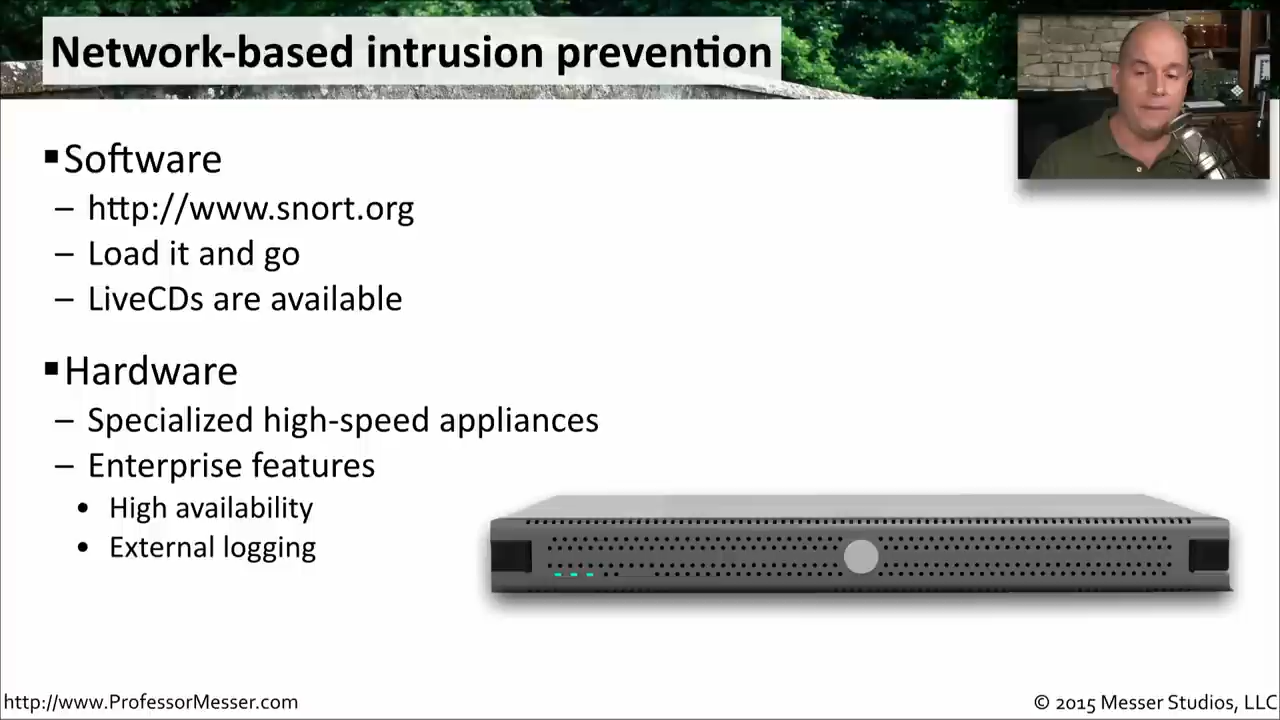 Network-based intrusion prevention
▪Software
– http://www.snort.org
– Load it and go
– LiveCDs are available
▪Hardware
– Specialized high-speed appliances
– Enterprise features
• High availability
• External logging
http://www.ProfessorMesser.com
© 2015 Messer Studios, LLC